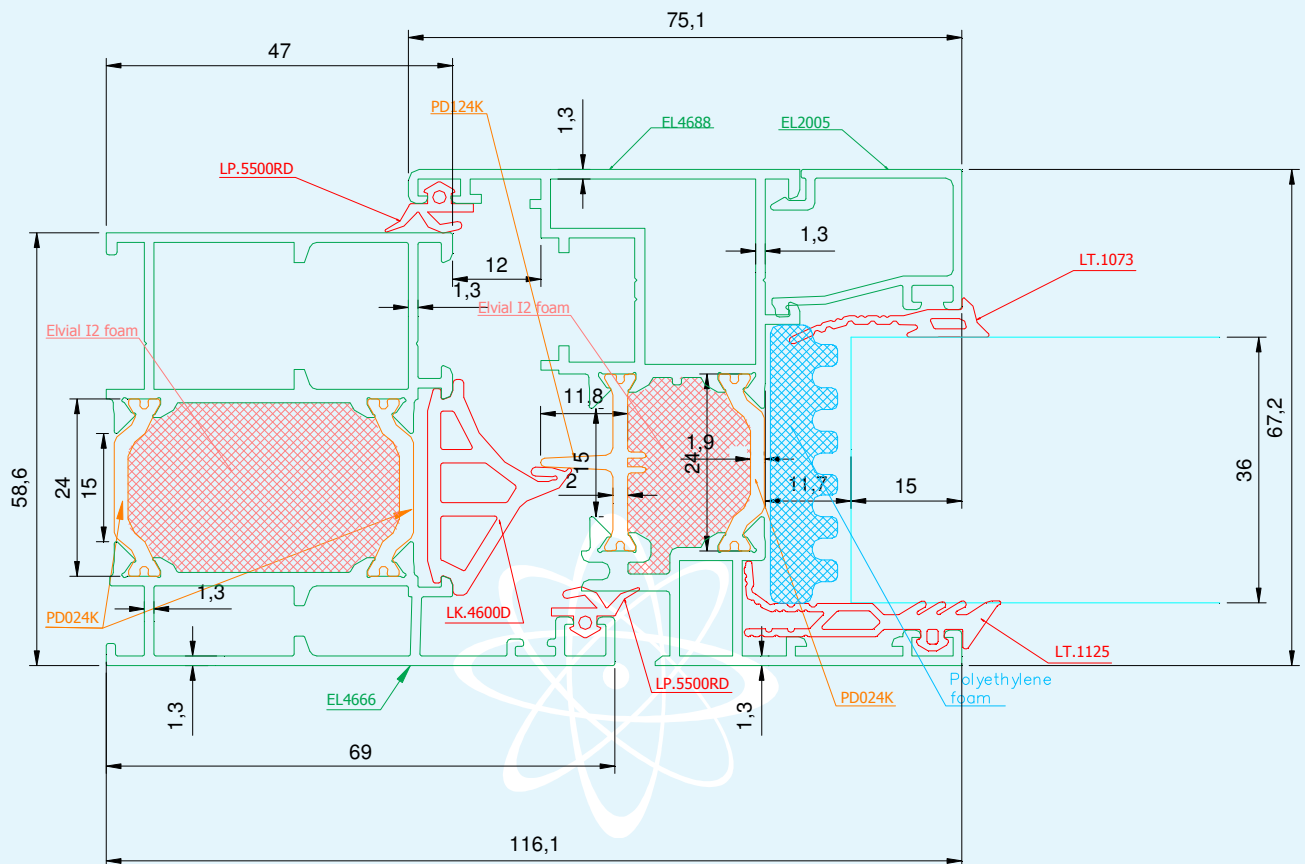 75,1
47
PD124K
1,3
EL4688
EL2005
LP.5500RD
1,3
LT.1073
12
1,3
Elvial I2 foam
Elvial I2 foam
67,2
11,8
58,6
24
15
15
24
1,9
2
11,7
15
36
1,3
PD024K
LK.4600D
LT.1125
EL4666
LP.5500RD
PD024K
Polyethylene
foam
1,3
1,3
69
116,1